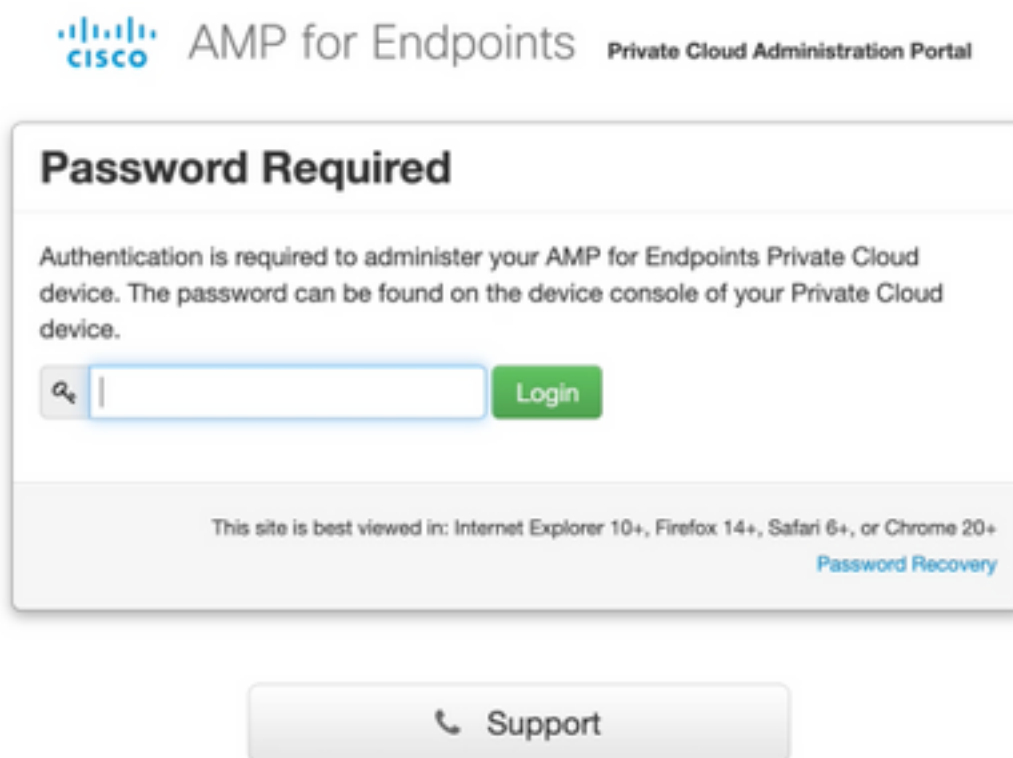 cisco AMP for Endpoints Private Cloud Administration Portal
Password Required
Authentication is required to administer your AMP for Endpoints Private Cloud
device. The password can be found on the device console of your Private Cloud
device.
Login
This site is best viewed in: Internet Explorer 10+, Firefox 14+, Safari 6+, or Chrome 20+
Password Recovery
Support